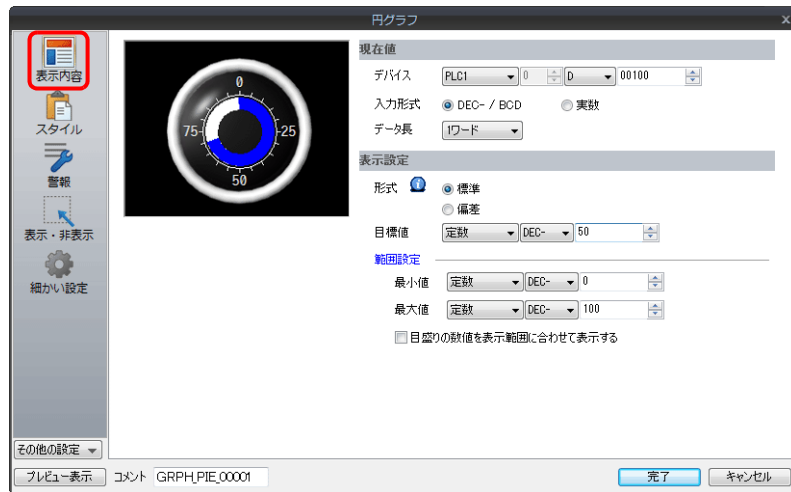 円グラフ
表示内容
スタイル
警報
表示・非表示
細かい設定
その他の設定
0
75
25
50
現在値
デバイス PLC1 0 D 00100
入力形式 DEC- / BCD 実数
データ長 1ワード
表示設定
形式 標準
偏差
目標値 定数 DEC- 50
範囲設定
最小値 定数 DEC- 0
最大値 定数 DEC- 100
目盛りの数値を表示範囲に合わせて表示する
プレビュー表示 コメント GRPH_PIE_00001 完了 キャンセル